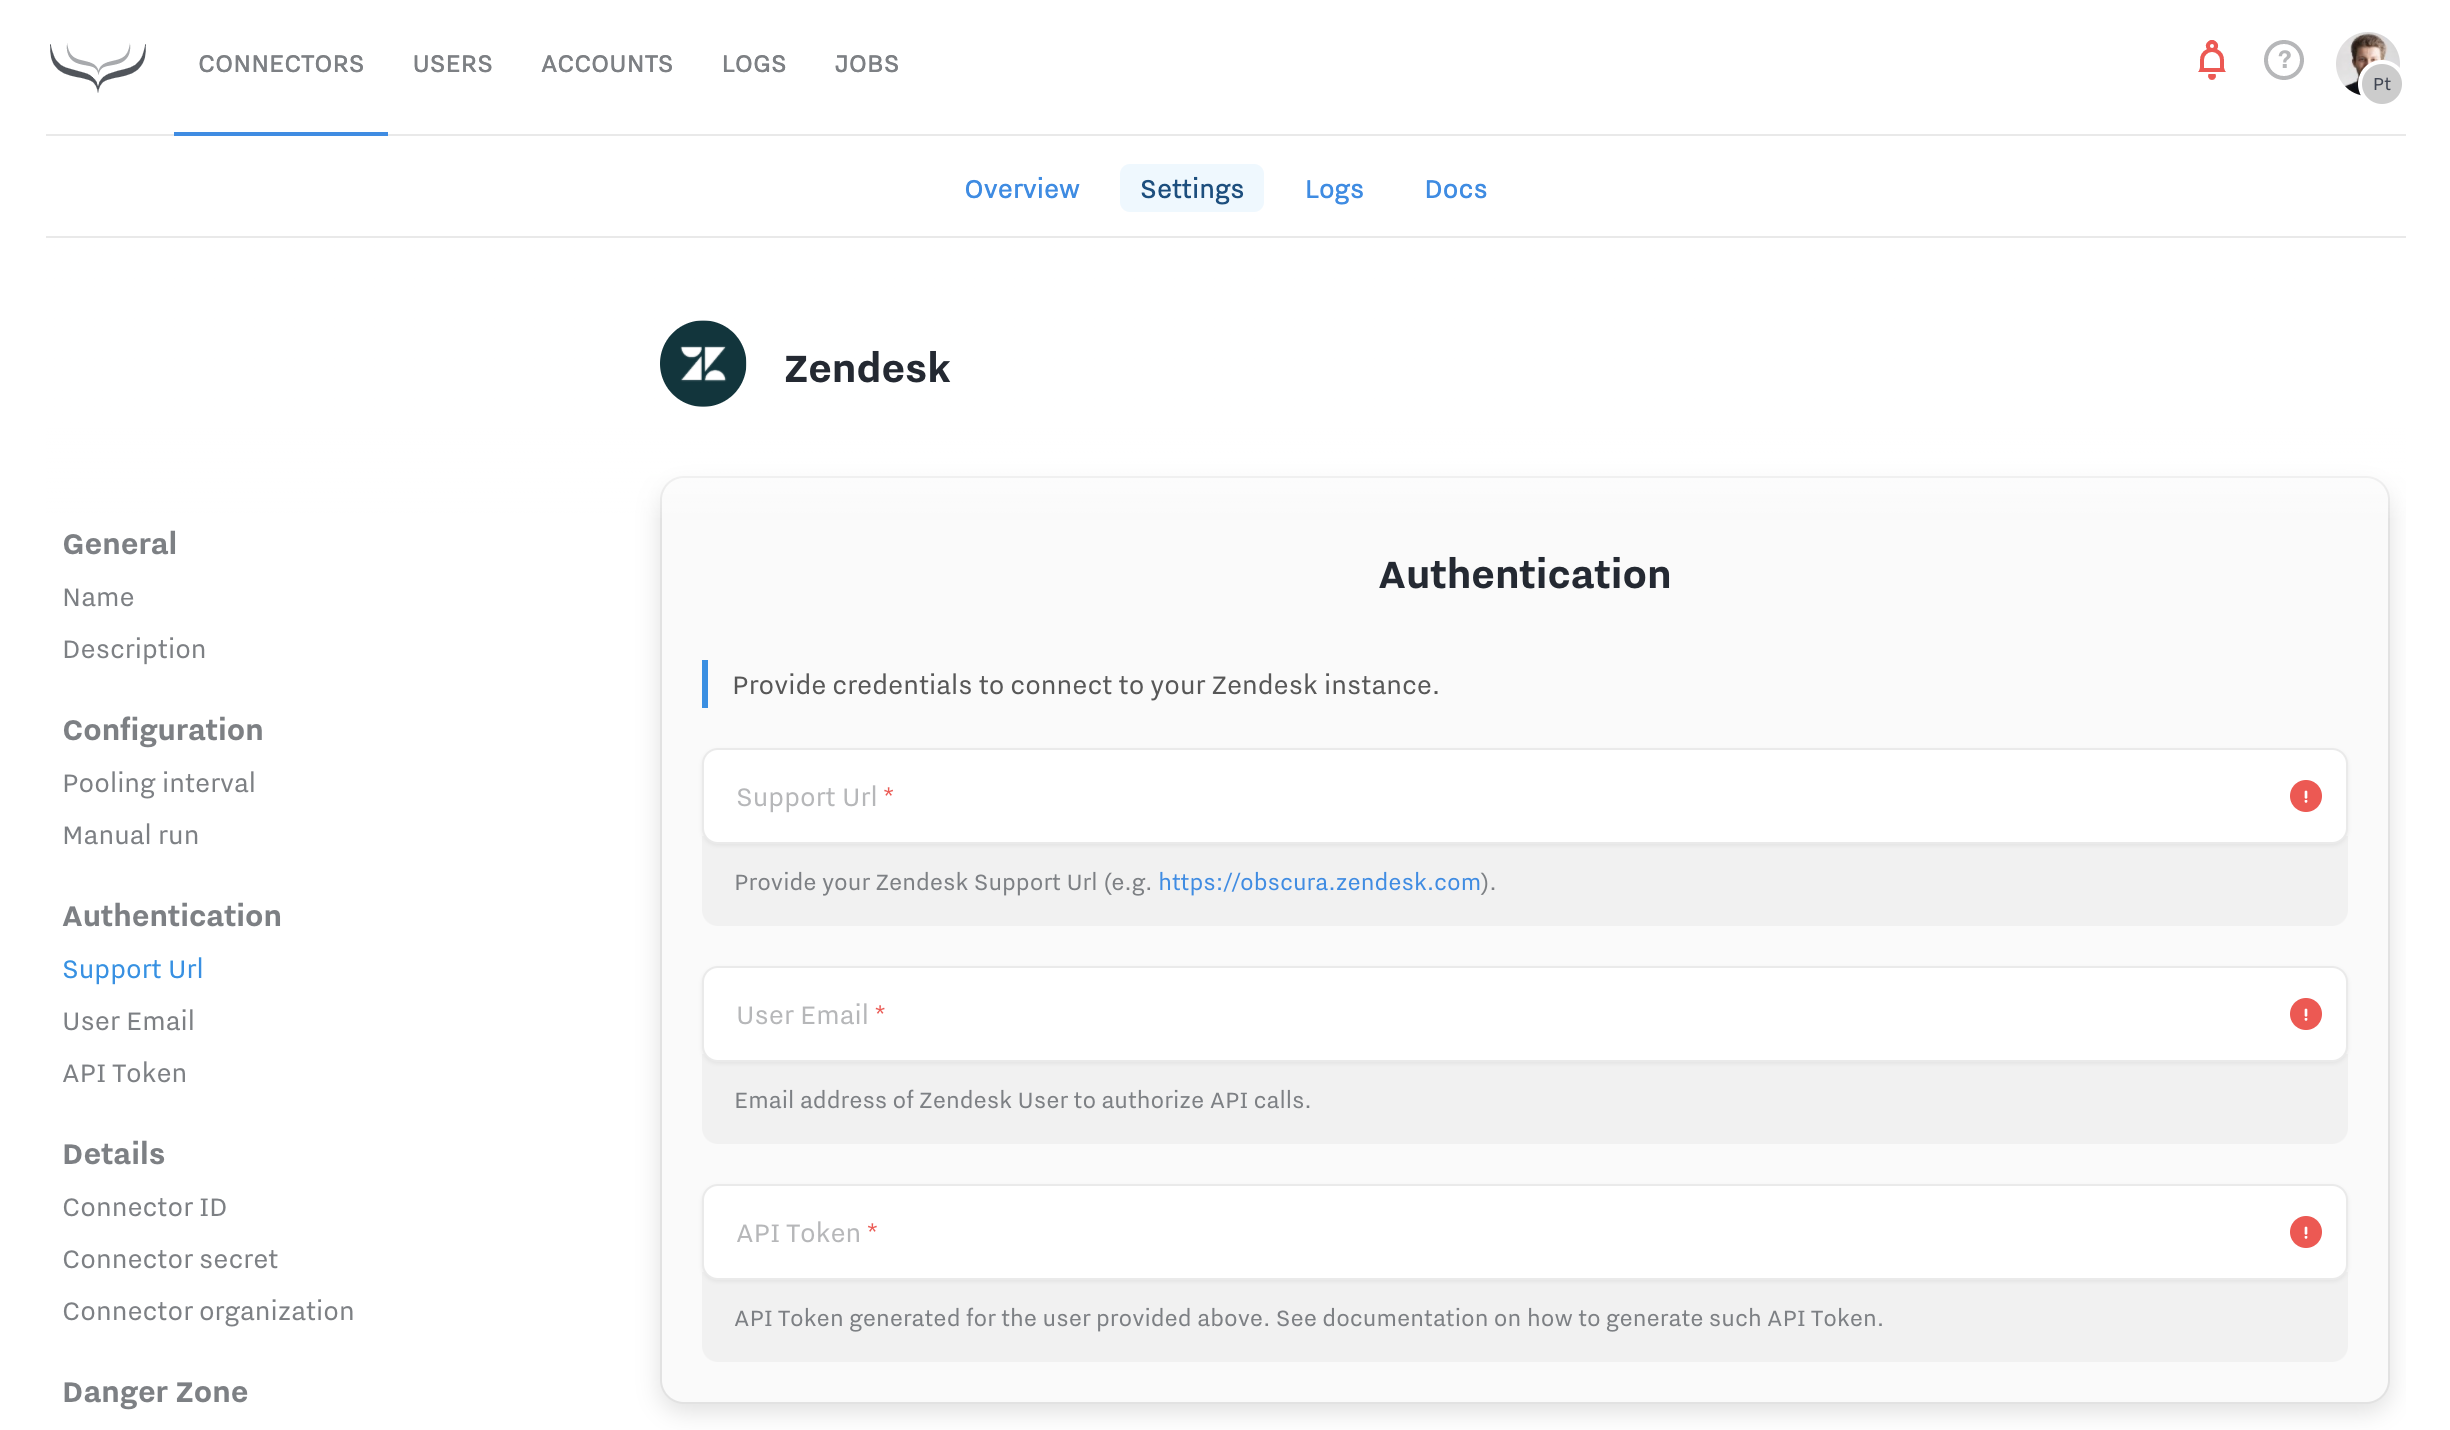 CONNECTORS USERS ACCOUNTS LOGS JOBS
?
Pt
Overview Settings Logs Docs
Zendesk
General
Name
Description
Configuration
Pooling interval
Manual run
Authentication
Support Url
User Email
API Token
Details
Connector ID
Connector secret
Connector organization
Danger Zone
Authentication
Provide credentials to connect to your Zendesk instance.
Support Url *
!
Provide your Zendesk Support Url (e.g. https://obscura.zendesk.com).
User Email *
!
Email address of Zendesk User to authorize API calls.
API Token *
!
API Token generated for the user provided above. See documentation on how to generate such API Token.